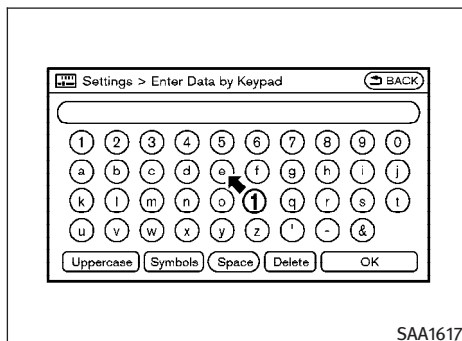 Settings > Enter Data by Keypad BACK
1 2 3 4 5 6 7 8 9 0
a b c d e f g h i j
k l m n o 1 q r s t
u v w x y z ' - &
Uppercase Symbols Space Delete OK
SAA1617